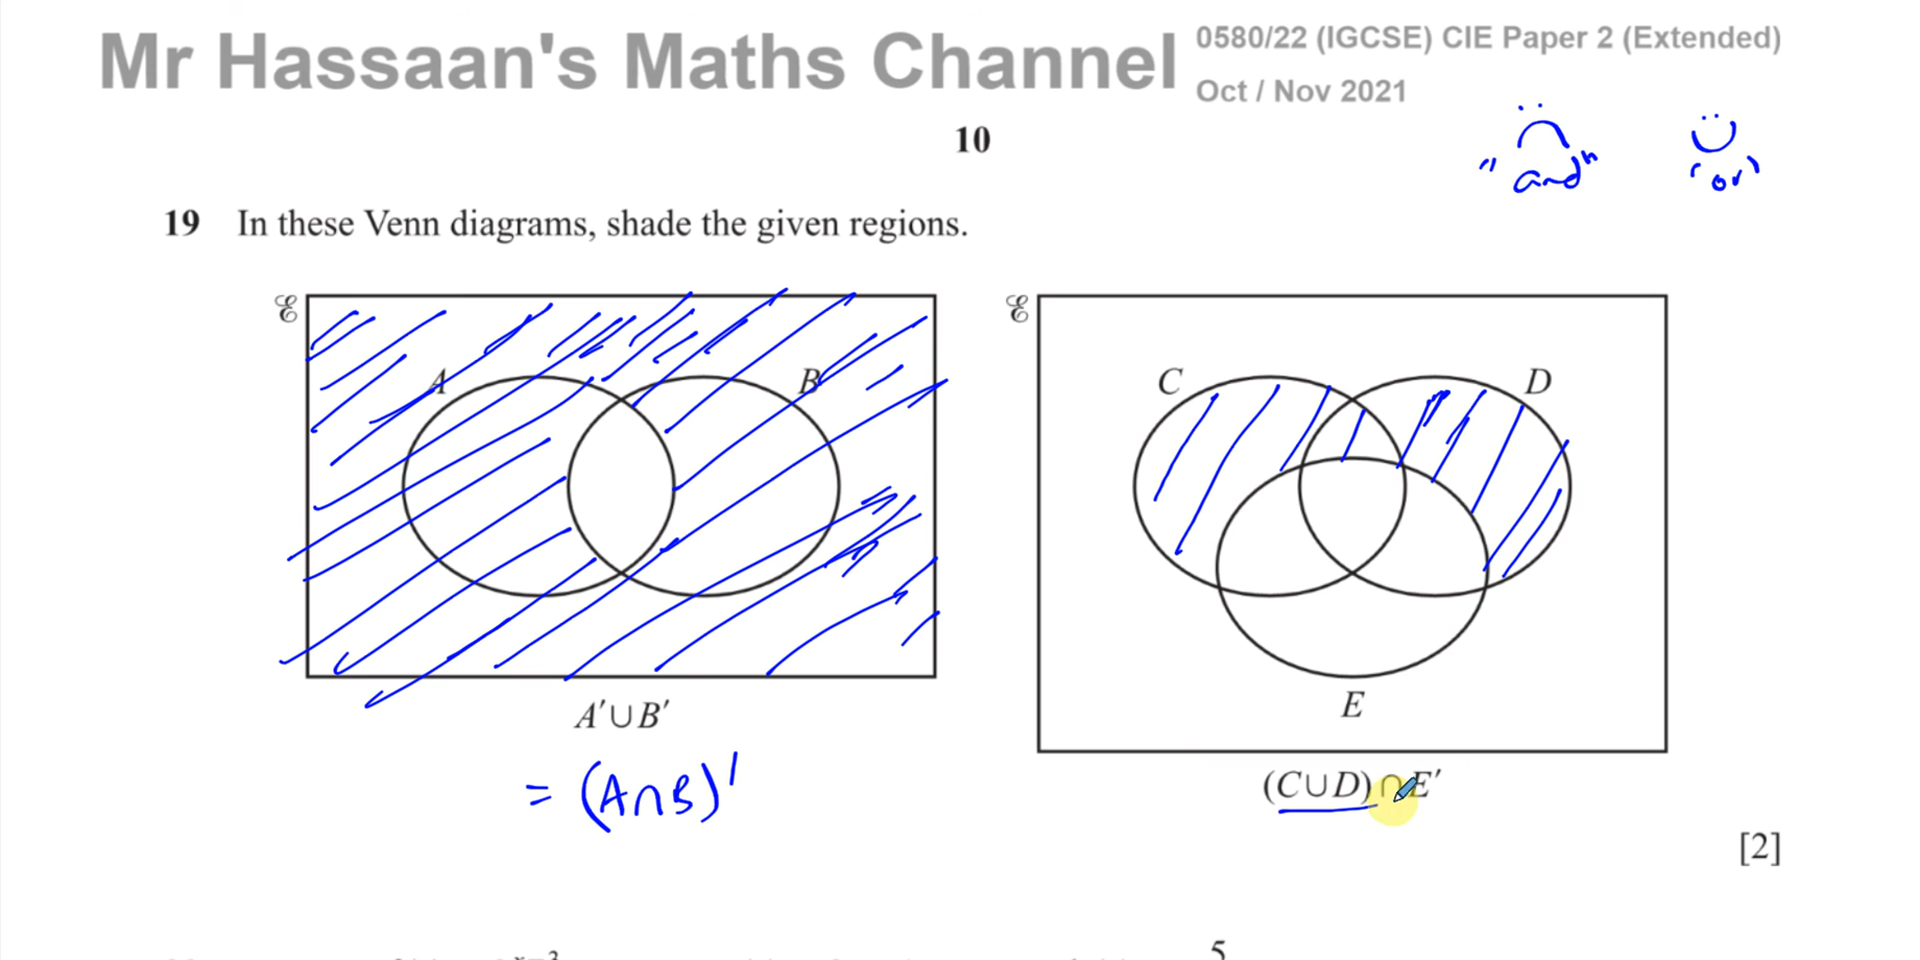 Mr Hassaan's Maths Channel
0580/22 (IGCSE) CIE Paper 2 (Extended)
Oct / Nov 2021
10
"and"
"or"
19 In these Venn diagrams, shade the given regions.
ℰ
A
B
A′∪B′
= (A∩B)′
ℰ
C
D
E
(C∪D)∩E′
[2]